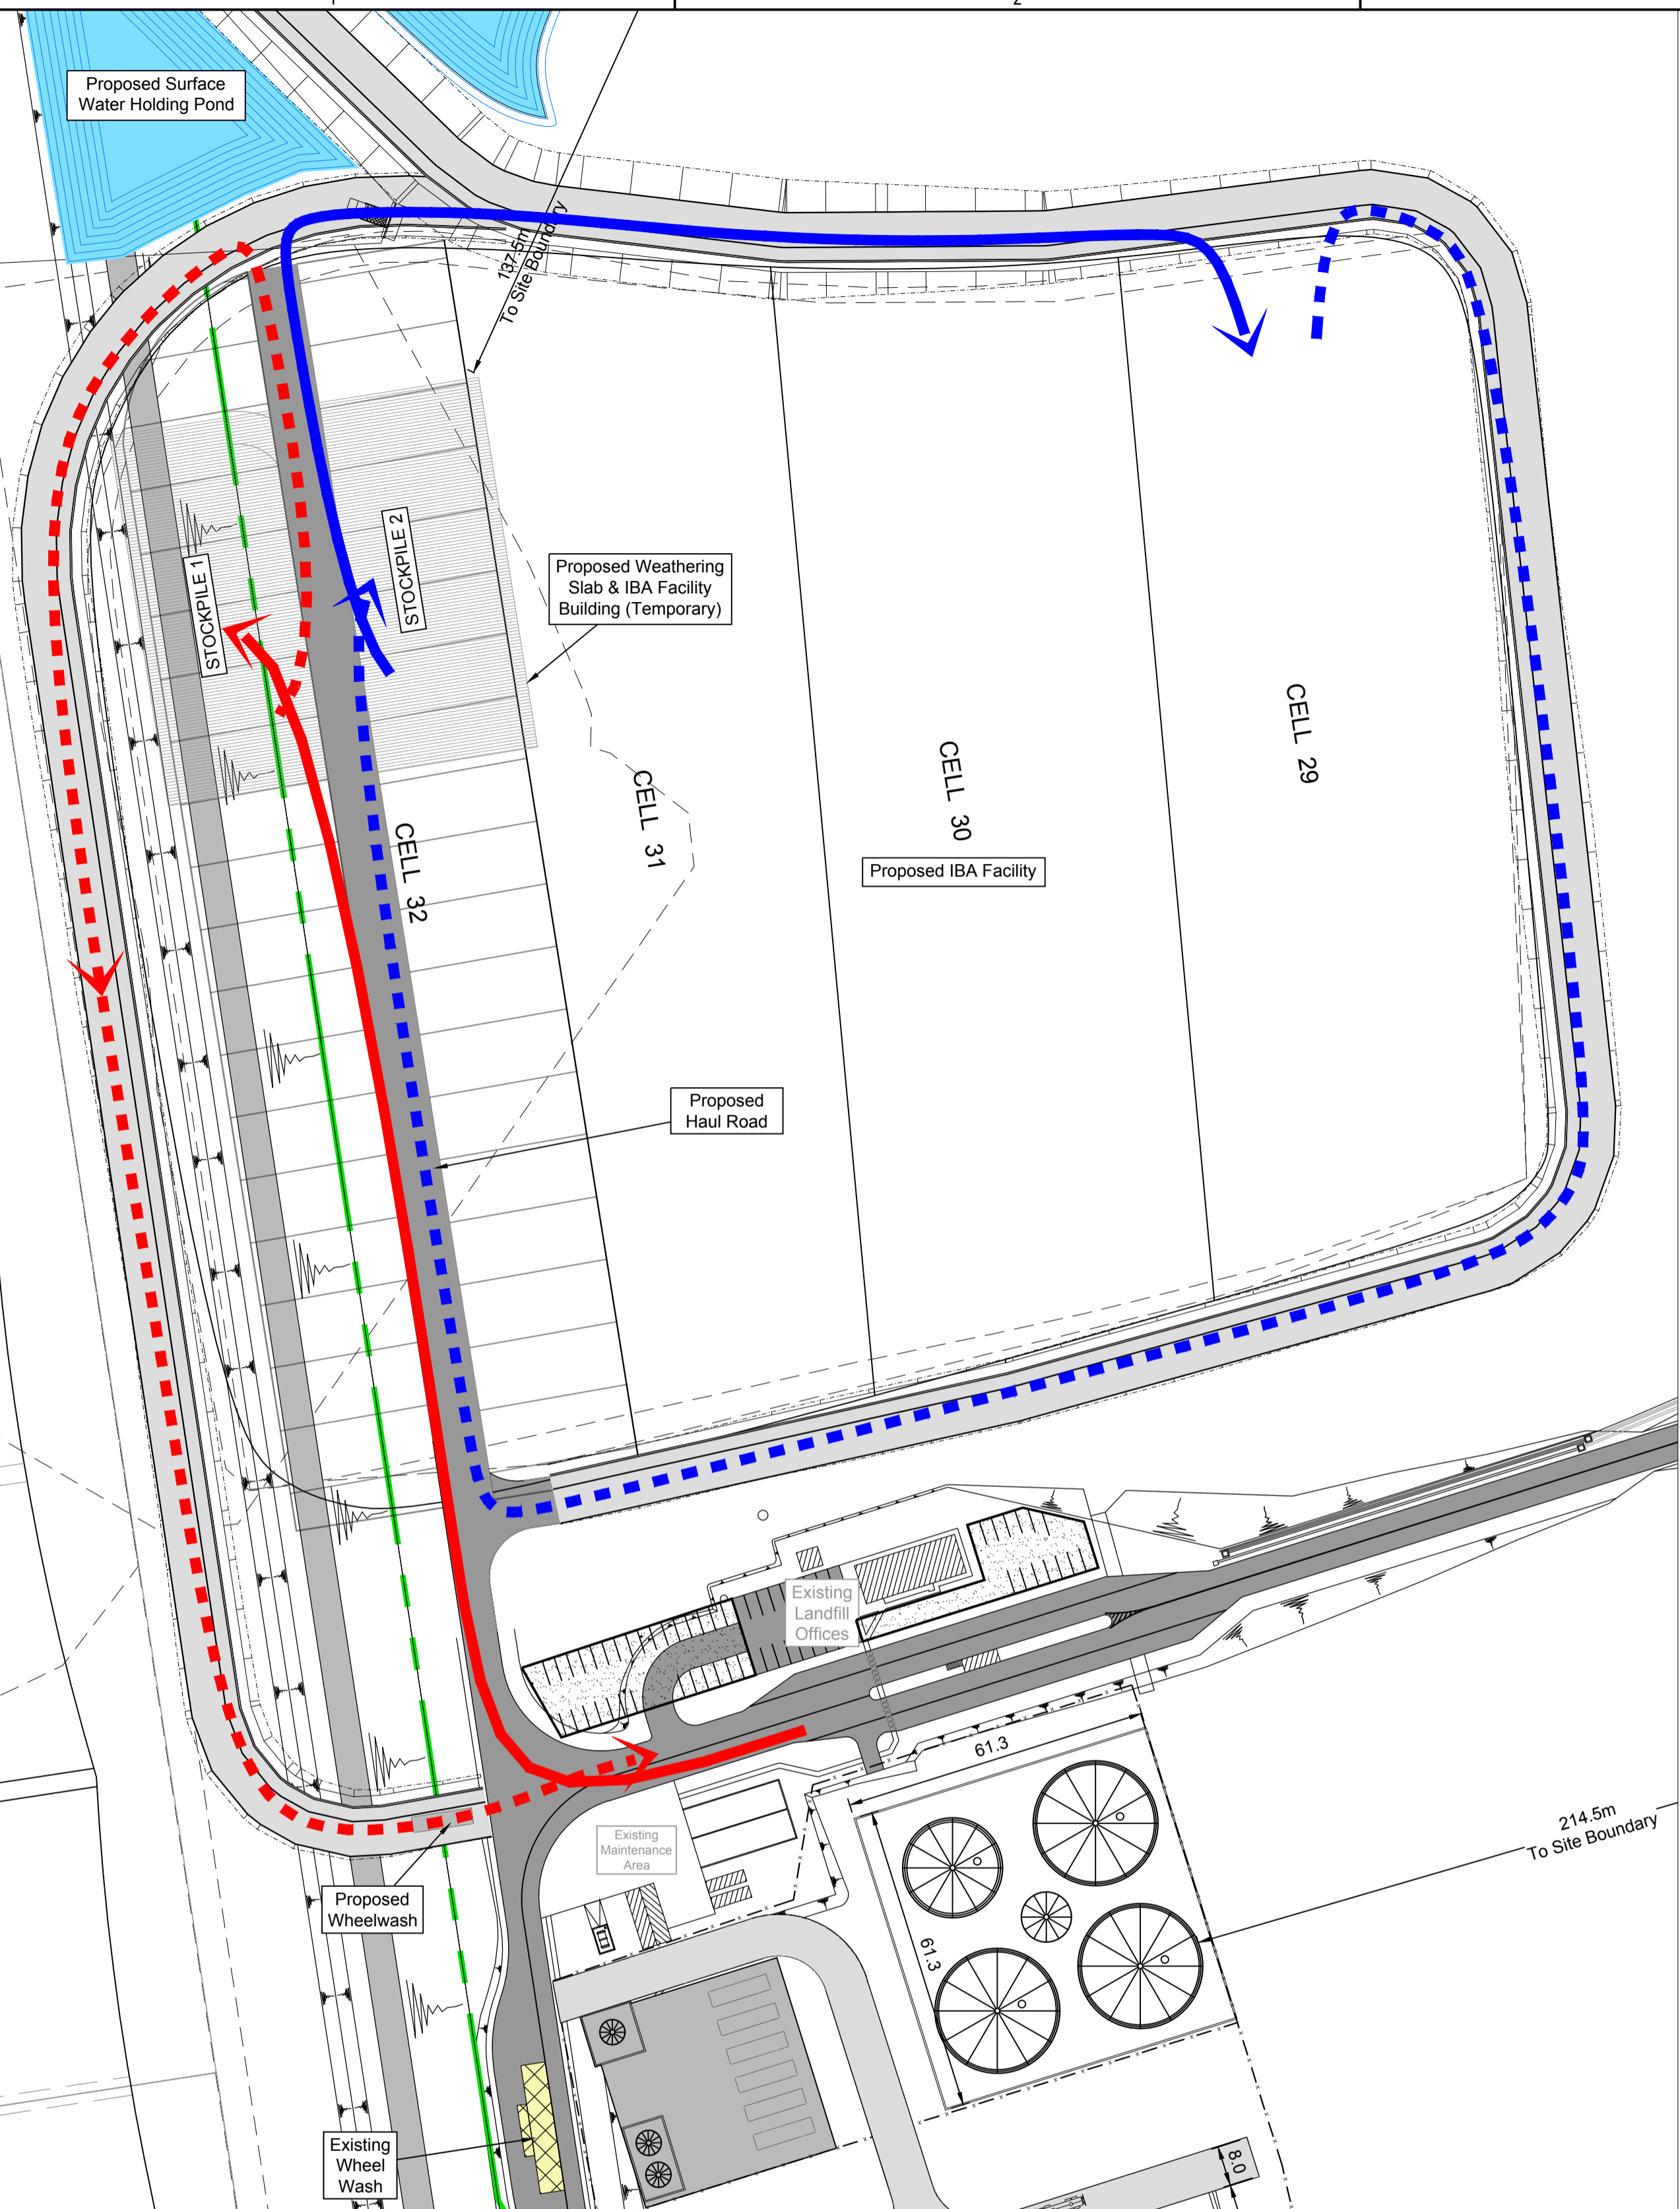 Proposed Surface
Water Holding Pond
137.5m
To Site Boundary
STOCKPILE 1
STOCKPILE 2
Proposed Weathering
Slab & IBA Facility
Building (Temporary)
CELL 32
CELL 31
CELL 30
CELL 29
Proposed IBA Facility
Proposed
Haul Road
Existing
Landfill
Offices
61.3
61.3
214.5m
To Site Boundary
Existing
Maintenance
Area
Proposed
Wheelwash
Existing
Wheel
Wash
8.0